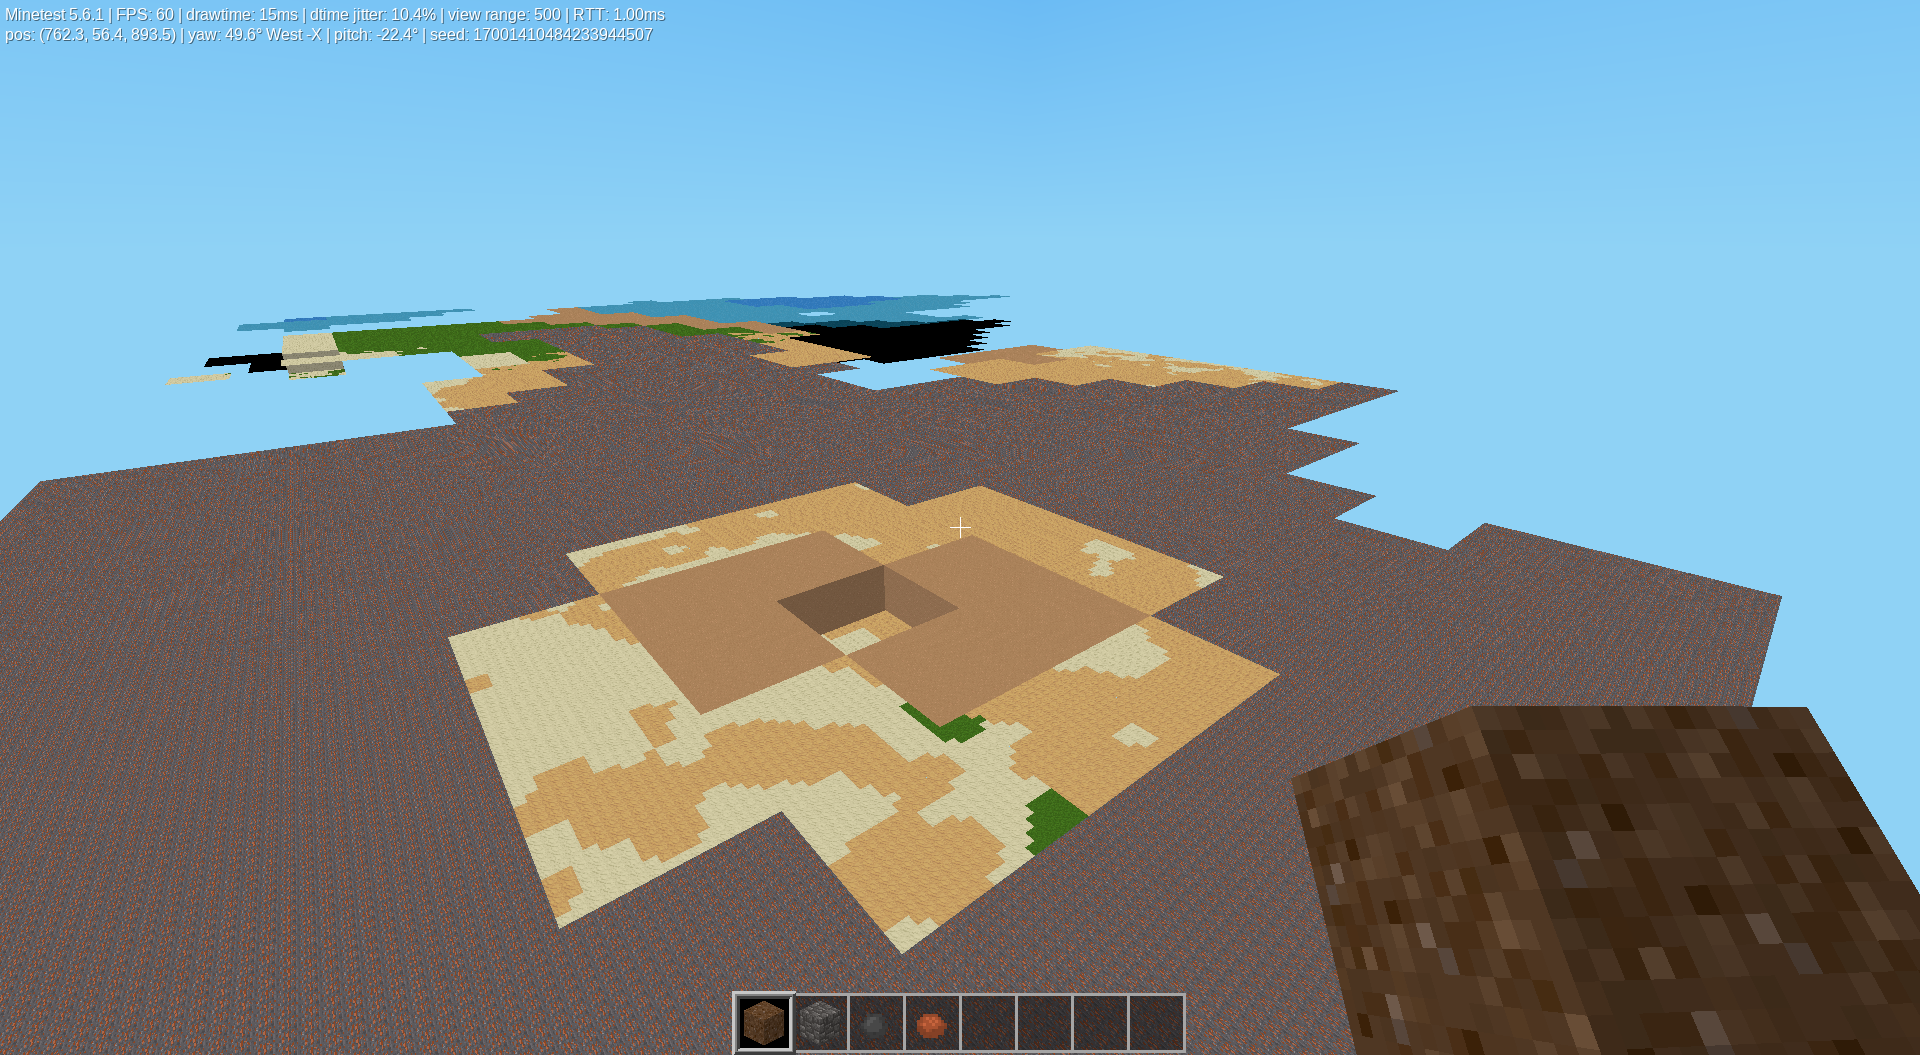 Minetest 5.6.1 | FPS: 60 | drawtime: 15ms | dtime jitter: 10.4% | view range: 500 | RTT: 1.00ms
pos: (762.3, 56.4, 893.5) | yaw: 49.6° West -X | pitch: -22.4° | seed: 17001410484233944507